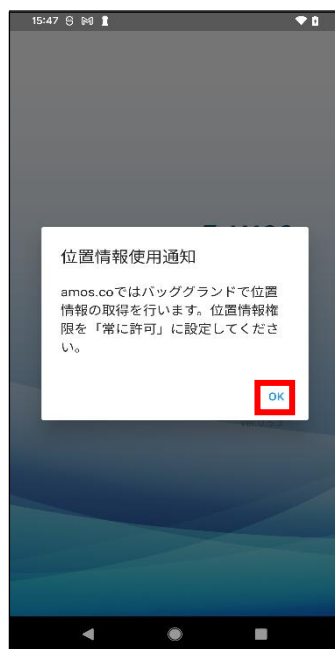 15:47
位置情報使用通知
amos.coではバッググランドで位置
情報の取得を行います。位置情報権
限を「常に許可」に設定してくださ
い。
OK